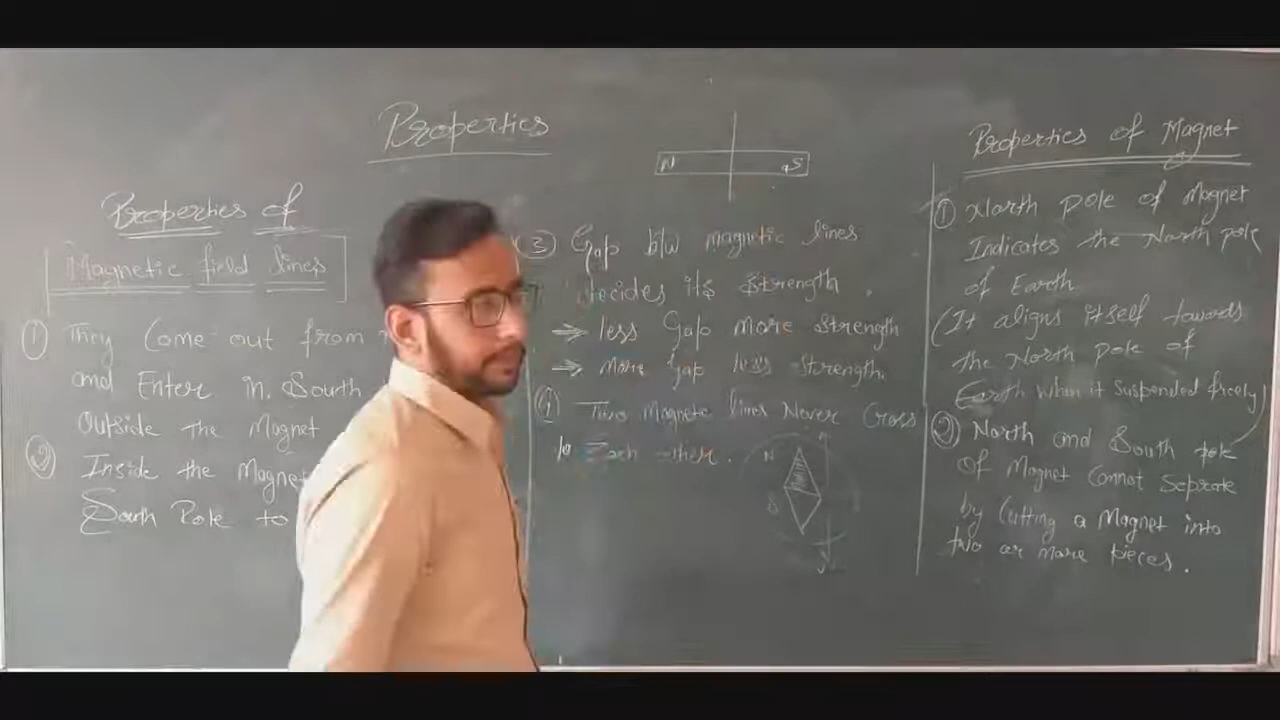 Properties
N S
Properties of
Magnetic field lines
① They Come out from
and Enter in South
Outside the Magnet
② Inside the Magnet
South Pole to
③ Gap b/w magnetic lines
decides its strength.
⇒ less Gap more strength
⇒ more gap less strength.
④ Two Magnetic lines Never Cross
to Each other.
N
S
Properties of Magnet
① North pole of Magnet
Indicates the North pole
of Earth
(It aligns itself towards
the North pole of
Earth when it suspended freely)
② North and South pole
of Magnet Cannot Seprate
by Cutting a Magnet into
two or more pieces.